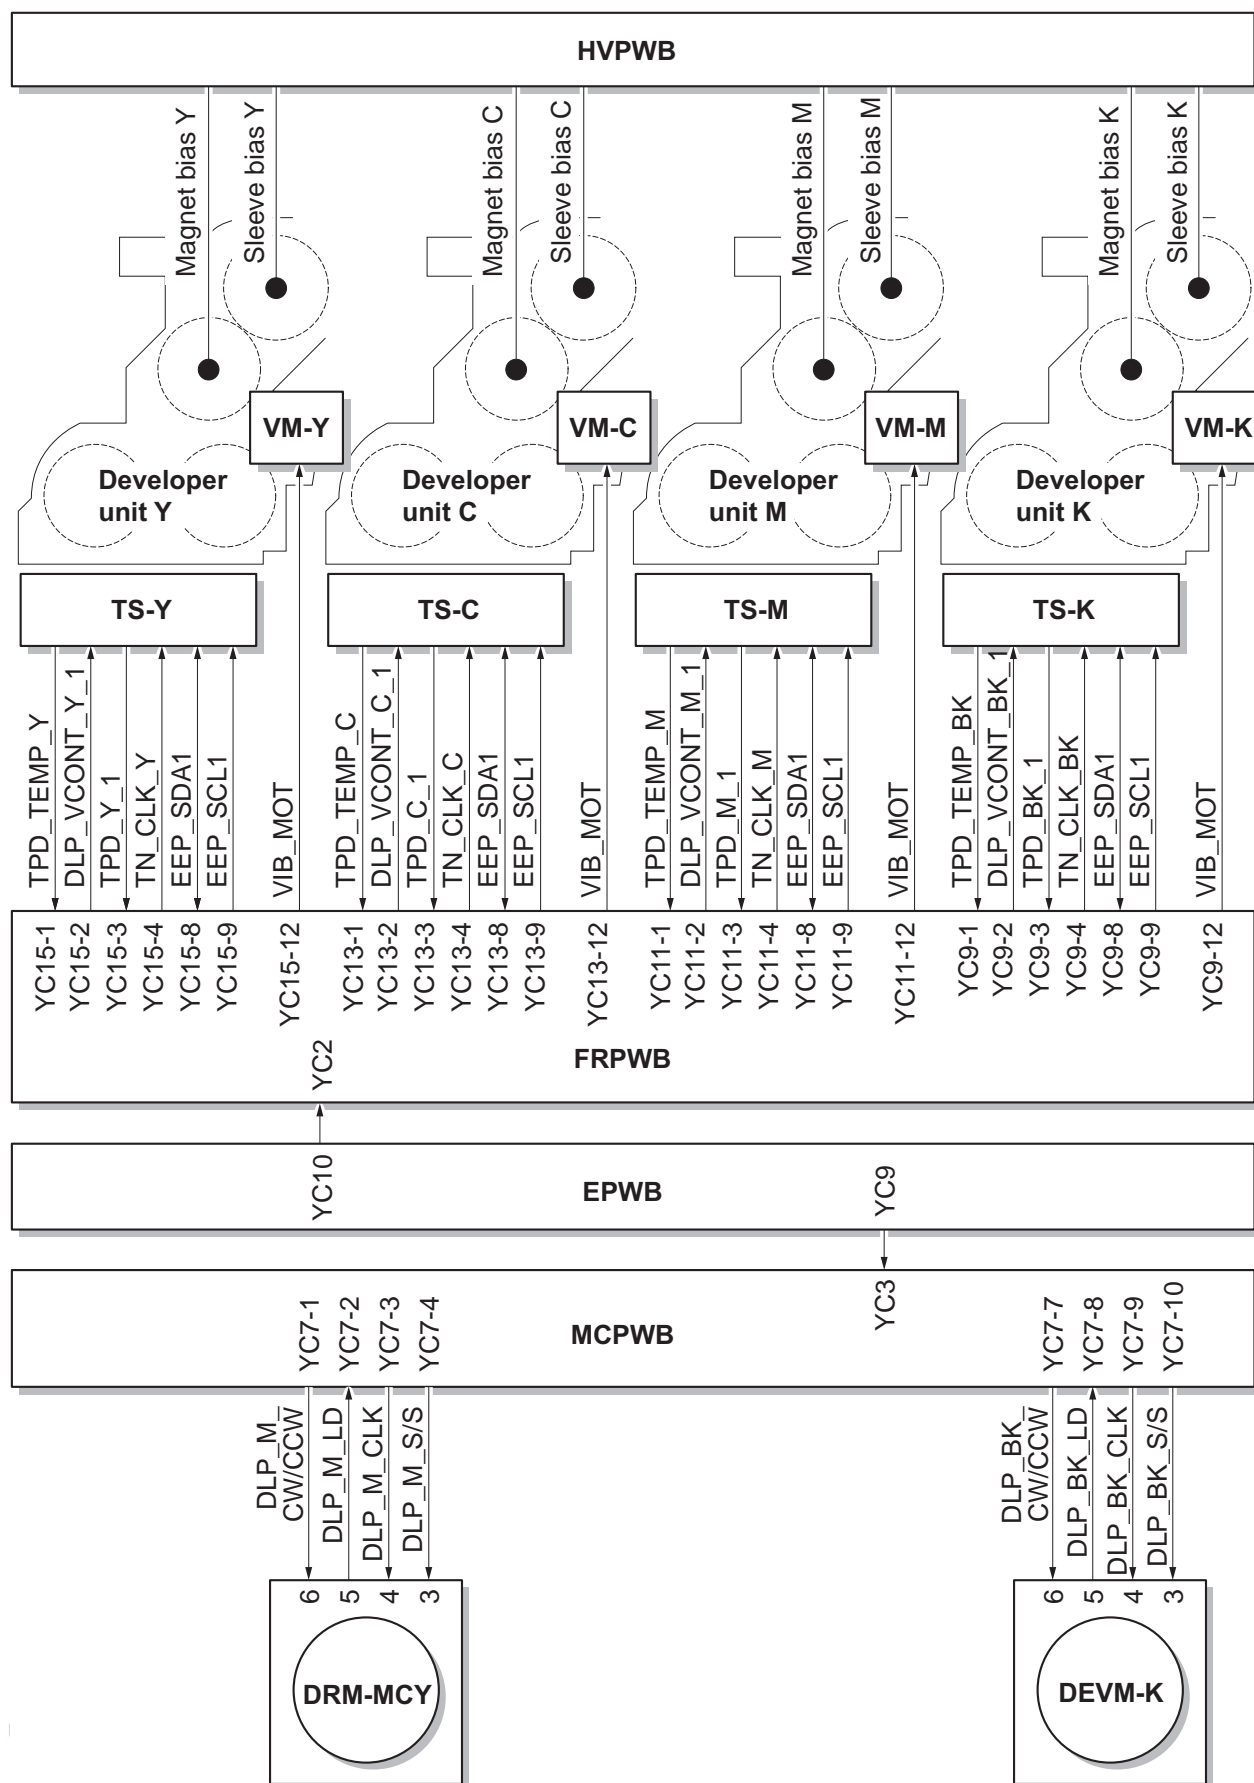 HVPWB
Magnet bias Y
Sleeve bias Y
Magnet bias C
Sleeve bias C
Magnet bias M
Sleeve bias M
Magnet bias K
Sleeve bias K
VM-Y
VM-C
VM-M
VM-K
Developer
unit Y
Developer
unit C
Developer
unit M
Developer
unit K
TS-Y
TS-C
TS-M
TS-K
TPD_TEMP_Y
DLP_VCONT_Y_1
TPD_Y_1
TN_CLK_Y
EEP_SDA1
EEP_SCL1
VIB_MOT
TPD_TEMP_C
DLP_VCONT_C_1
TPD_C_1
TN_CLK_C
EEP_SDA1
EEP_SCL1
VIB_MOT
TPD_TEMP_M
DLP_VCONT_M_1
TPD_M_1
TN_CLK_M
EEP_SDA1
EEP_SCL1
VIB_MOT
TPD_TEMP_BK
DLP_VCONT_BK_1
TPD_BK_1
TN_CLK_BK
EEP_SDA1
EEP_SCL1
VIB_MOT
YC15-1
YC15-2
YC15-3
YC15-4
YC15-8
YC15-9
YC15-12
YC13-1
YC13-2
YC13-3
YC13-4
YC13-8
YC13-9
YC13-12
YC11-1
YC11-2
YC11-3
YC11-4
YC11-8
YC11-9
YC11-12
YC9-1
YC9-2
YC9-3
YC9-4
YC9-8
YC9-9
YC9-12
YC2
FRPWB
YC10
EPWB
YC9
YC3
MCPWB
YC7-1
YC7-2
YC7-3
YC7-4
YC7-7
YC7-8
YC7-9
YC7-10
DLP_M_
CW/CCW
DLP_M_LD
DLP_M_CLK
DLP_M_S/S
DLP_BK_
CW/CCW
DLP_BK_LD
DLP_BK_CLK
DLP_BK_S/S
6
5
4
3
6
5
4
3
DRM-MCY
DEVM-K